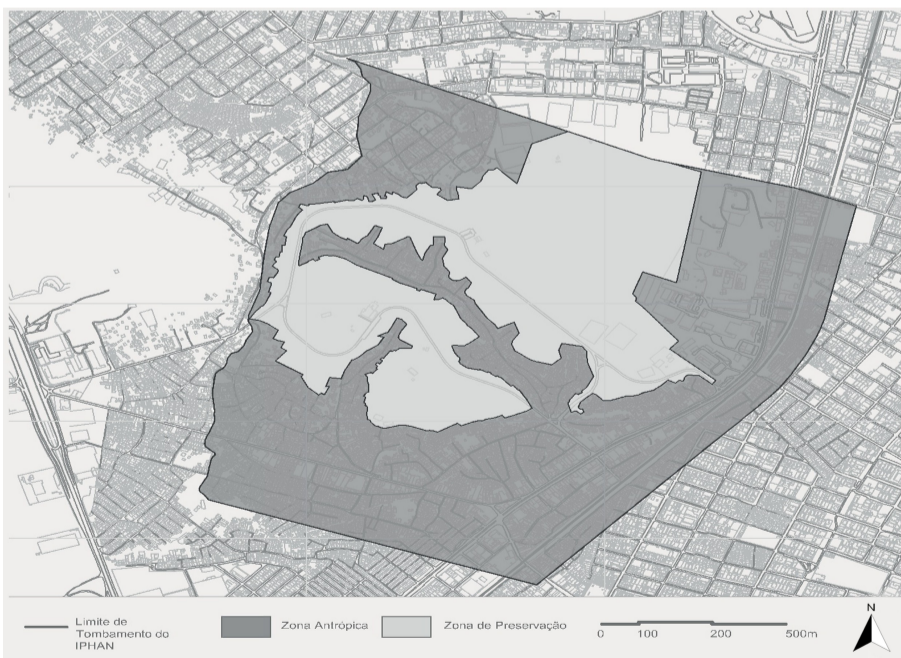 Limite de
Tombamento do
IPHAN
Zona Antrópica
Zona de Preservação
0 100 200 500m
N